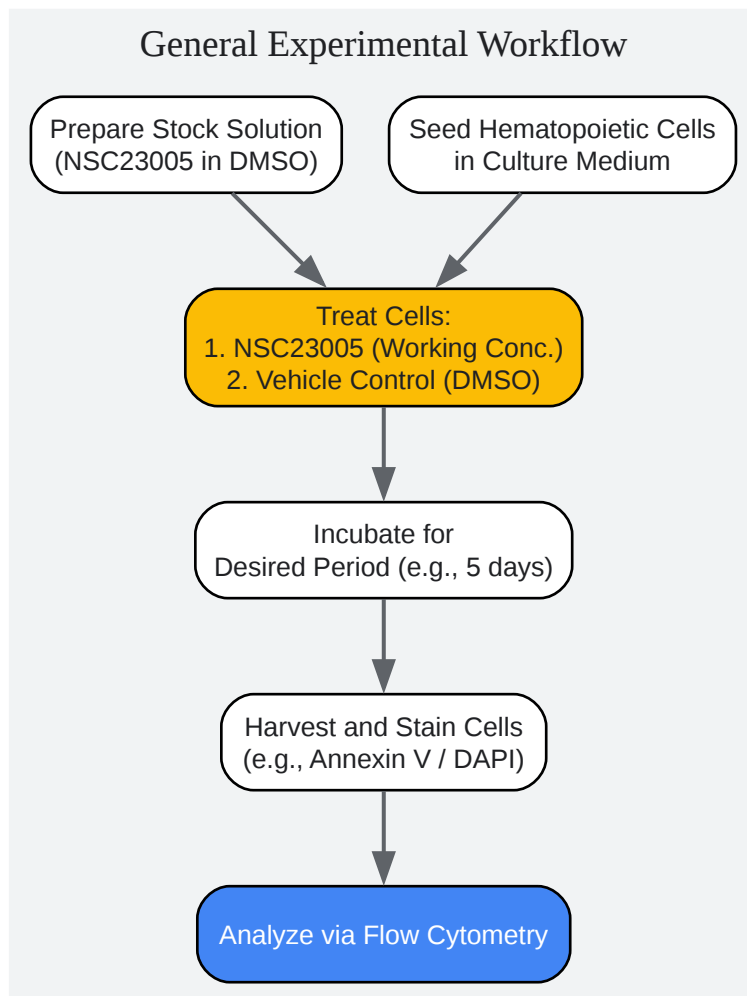 General Experimental Workflow
Prepare Stock Solution
(NSC23005 in DMSO)
Seed Hematopoietic Cells
in Culture Medium
Treat Cells:
1. NSC23005 (Working Conc.)
2. Vehicle Control (DMSO)
Incubate for
Desired Period (e.g., 5 days)
Harvest and Stain Cells
(e.g., Annexin V / DAPI)
Analyze via Flow Cytometry